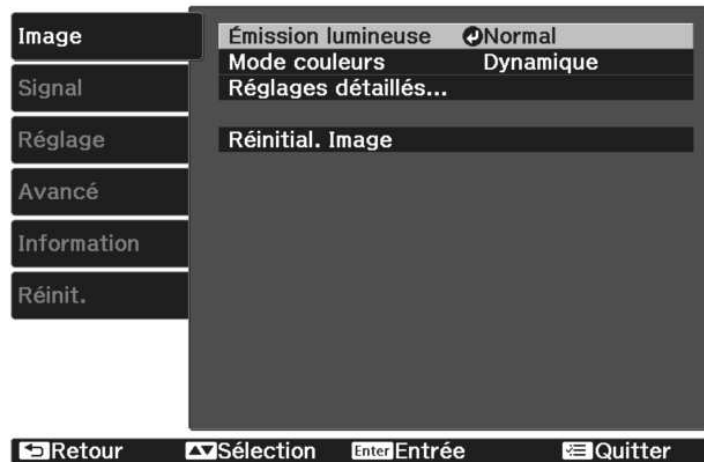 Image
Signal
Réglage
Avancé
Information
Réinit.
Émission lumineuse Normal
Mode couleurs Dynamique
Réglages détaillés...
Réinitial. Image
Retour Sélection Enter Entrée Quitter